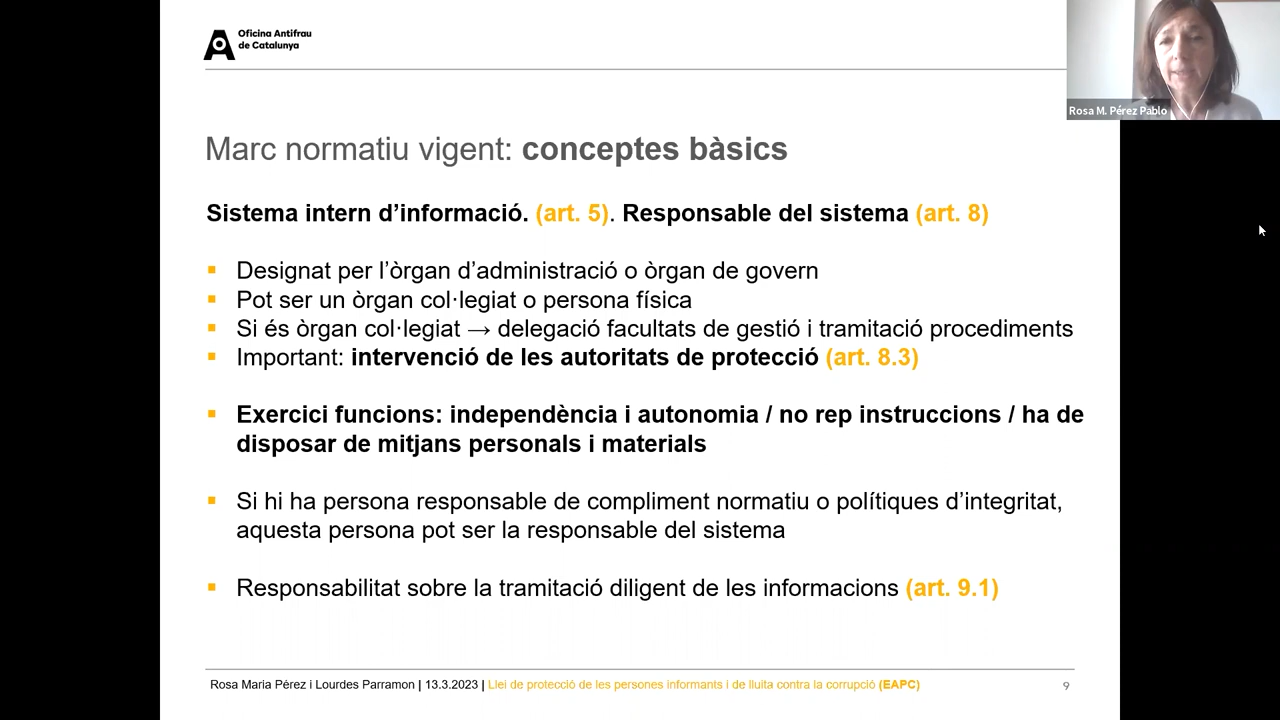 Oficina Antifrau
de Catalunya
Rosa M. Pérez Pablo
Marc normatiu vigent: conceptes bàsics
Sistema intern d’informació. (art. 5). Responsable del sistema (art. 8)
Designat per l’òrgan d’administració o òrgan de govern
Pot ser un òrgan col·legiat o persona física
Si és òrgan col·legiat → delegació facultats de gestió i tramitació procediments
Important: intervenció de les autoritats de protecció (art. 8.3)
Exercici funcions: independència i autonomia / no rep instruccions / ha de
disposar de mitjans personals i materials
Si hi ha persona responsable de compliment normatiu o polítiques d’integritat,
aquesta persona pot ser la responsable del sistema
Responsabilitat sobre la tramitació diligent de les informacions (art. 9.1)
Rosa Maria Pérez i Lourdes Parramon | 13.3.2023 | Llei de protecció de les persones informants i de lluita contra la corrupció (EAPC)
9